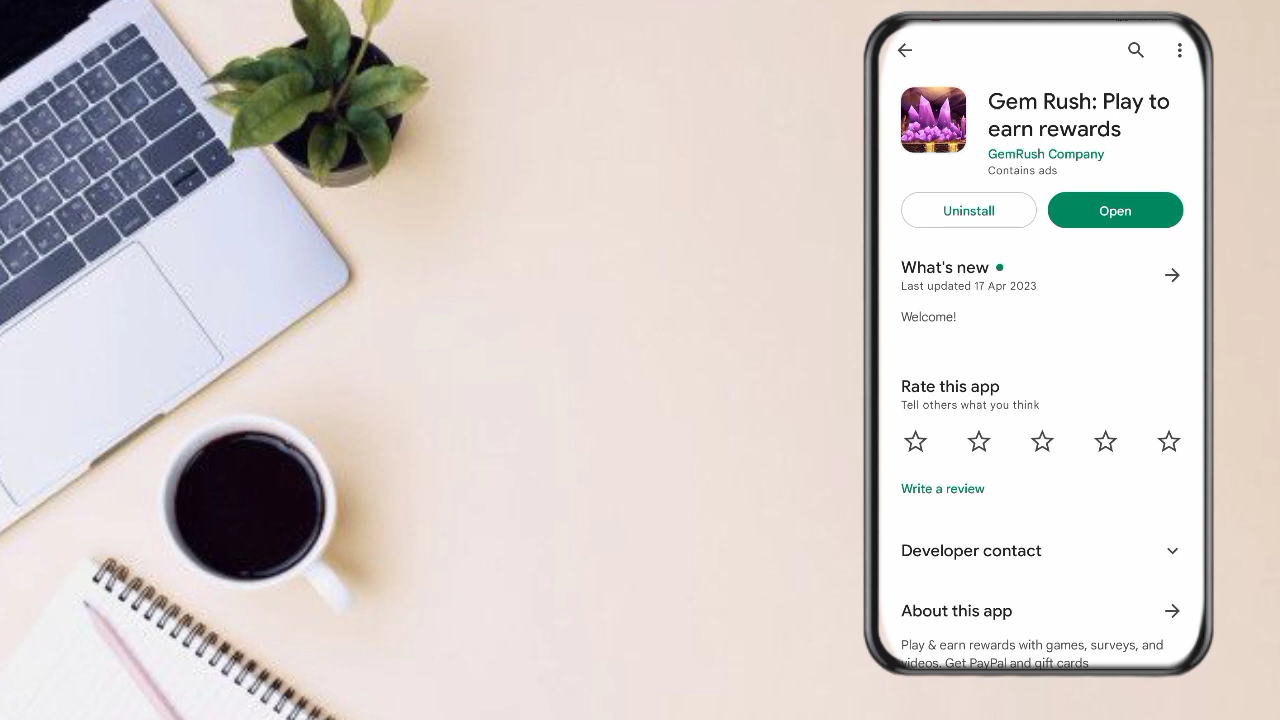 Gem Rush: Play to
earn rewards
GemRush Company
Contains ads
Uninstall
Open
What's new
Last updated 17 Apr 2023
Welcome!
Rate this app
Tell others what you think
Write a review
Developer contact
About this app
Play & earn rewards with games, surveys, and
videos. Get PayPal and gift cards